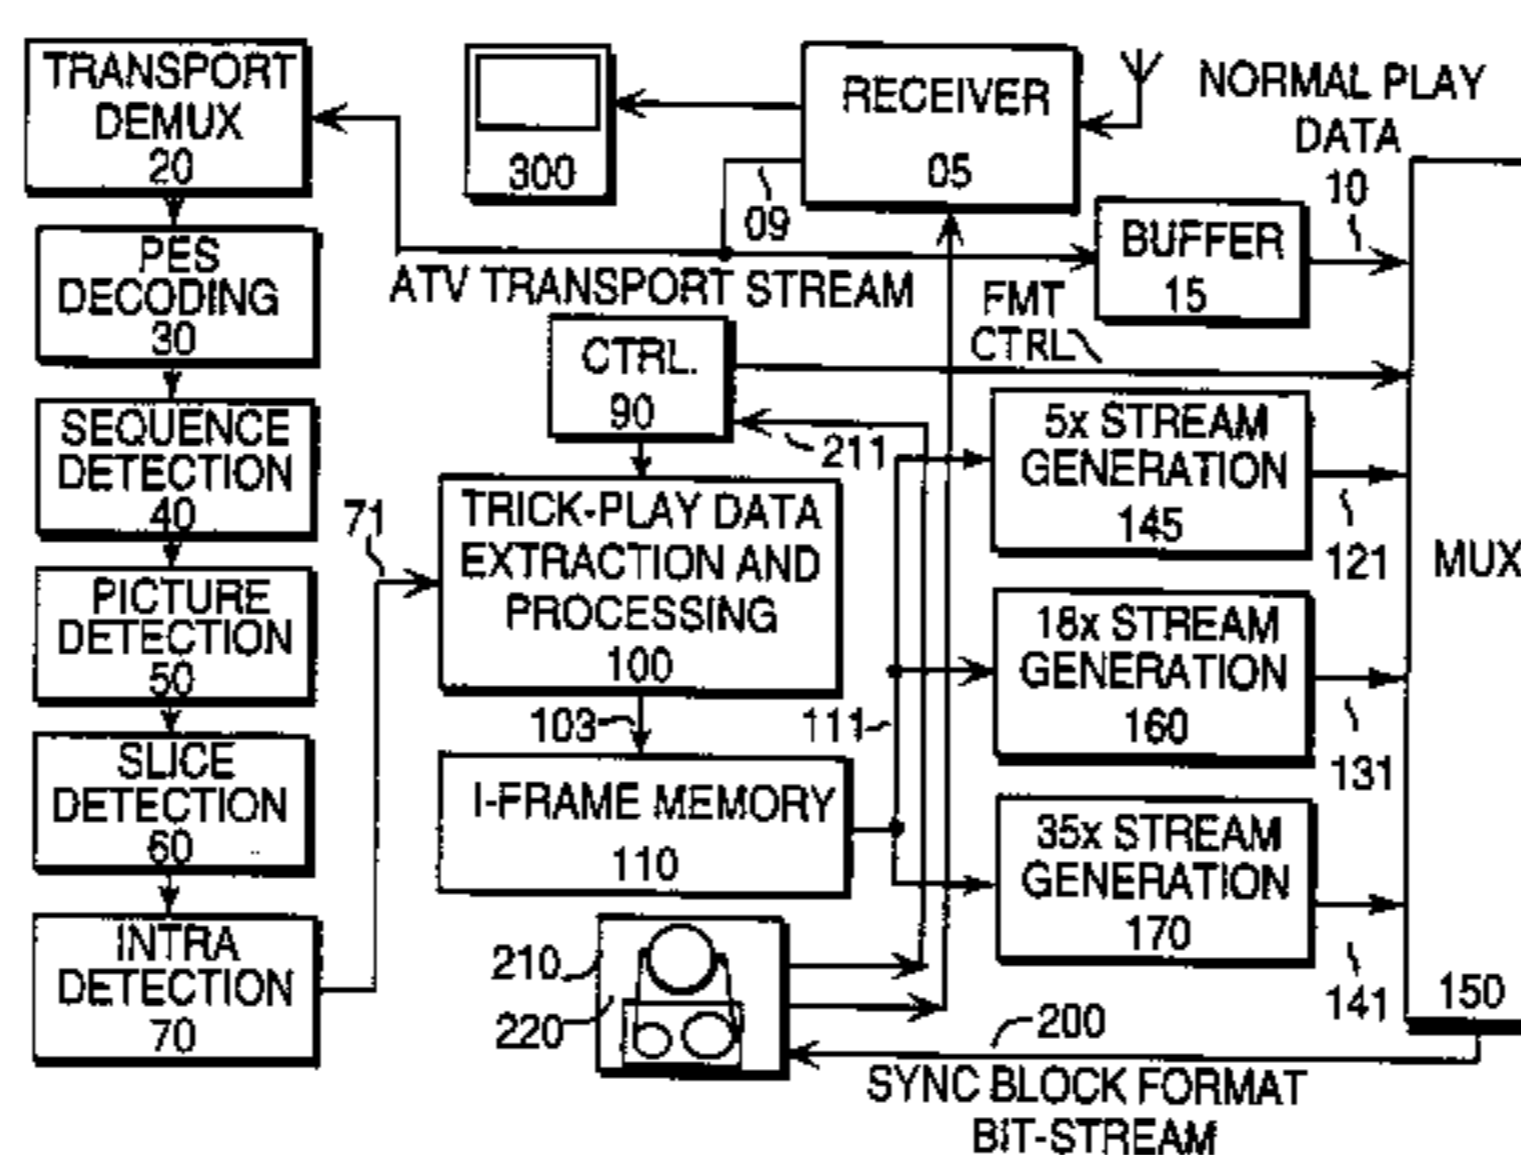 TRANSPORT
DEMUX
20
PES
DECODING
30
SEQUENCE
DETECTION
40
PICTURE
DETECTION
50
SLICE
DETECTION
60
INTRA
DETECTION
70
71
300
RECEIVER
05
09
ATV TRANSPORT STREAM
NORMAL PLAY
DATA
10
BUFFER
15
FMT
CTRL
CTRL.
90
211
TRICK-PLAY DATA
EXTRACTION AND
PROCESSING
100
103
111
I-FRAME MEMORY
110
5x STREAM
GENERATION
145
121
18x STREAM
GENERATION
160
131
35x STREAM
GENERATION
170
141
MUX
150
210
220
200
SYNC BLOCK FORMAT
BIT-STREAM